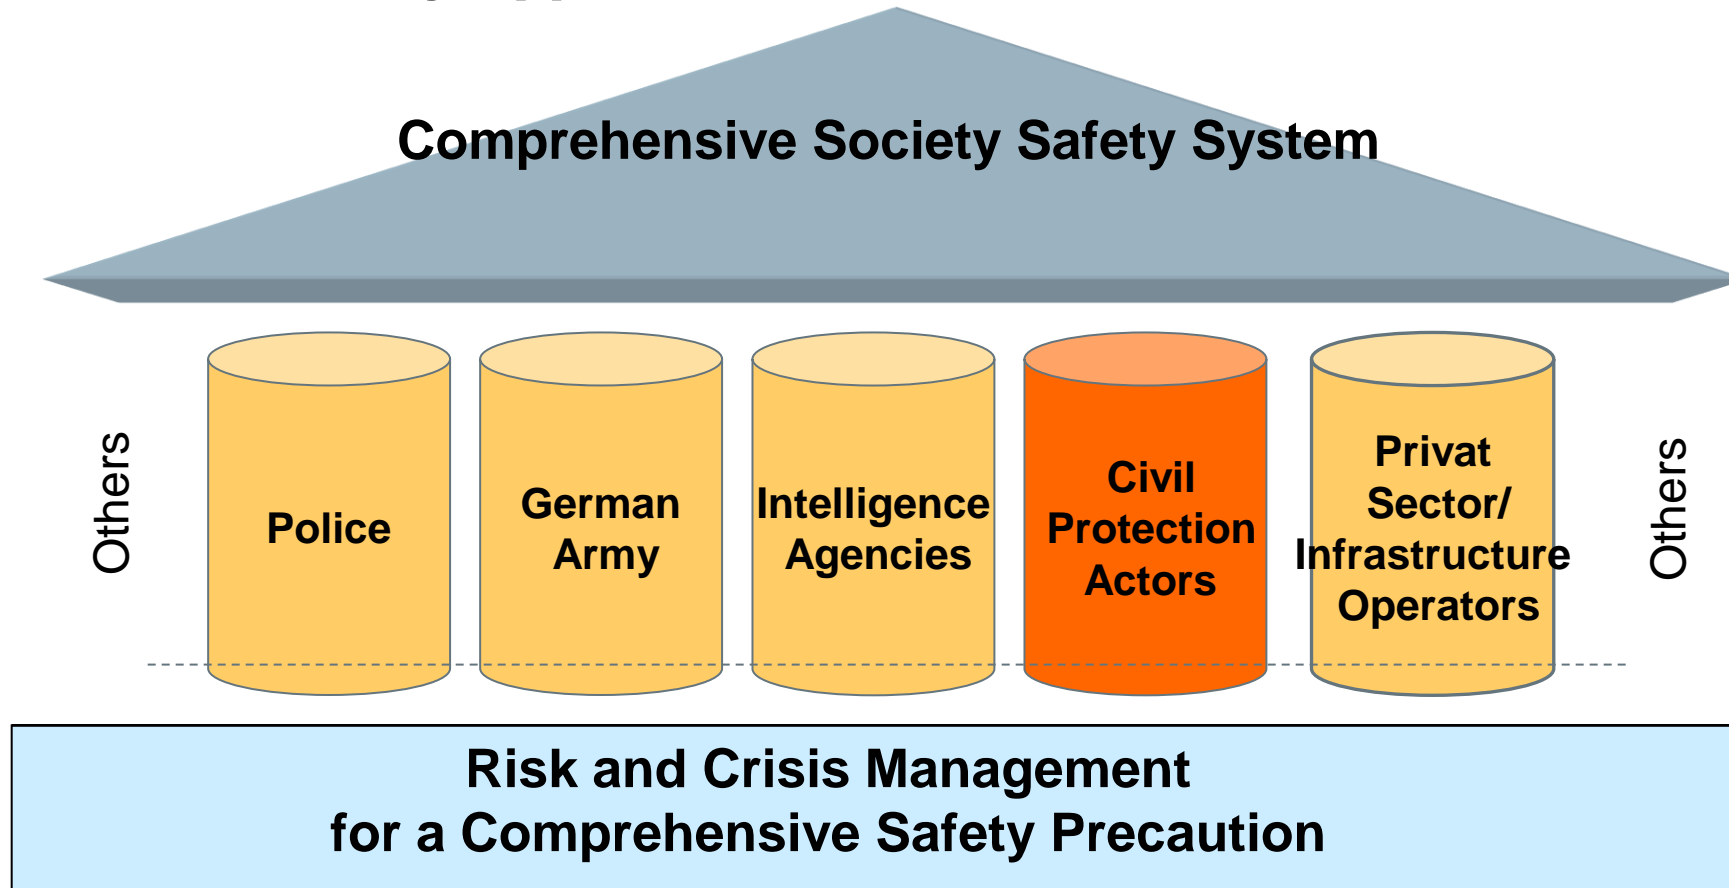 Comprehensive Society Safety System
Others
Police
German
Army
Intelligence
Agencies
Civil
Protection
Actors
Privat
Sector/
Infrastructure
Operators
Others
Risk and Crisis Management
for a Comprehensive Safety Precaution